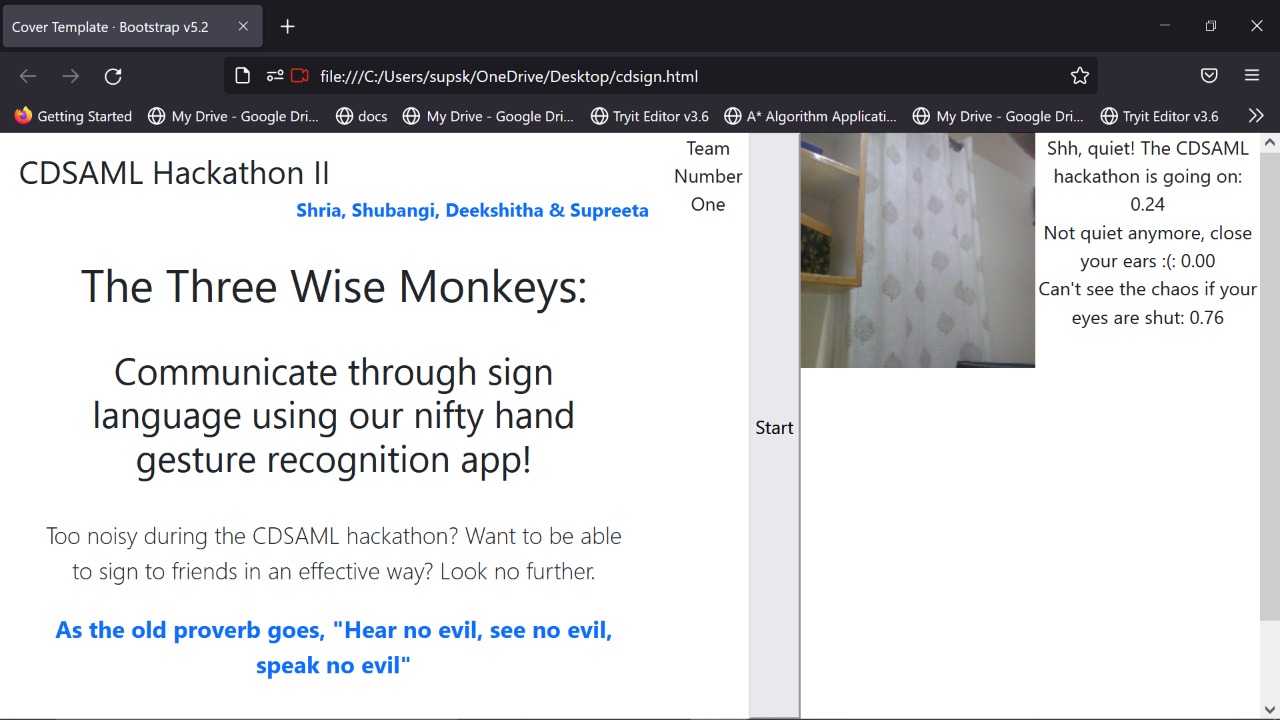 Cover Template · Bootstrap v5.2
file:///C:/Users/supsk/OneDrive/Desktop/cdsign.html
Getting Started My Drive - Google Dri... docs My Drive - Google Dri... Tryit Editor v3.6 A* Algorithm Applicati... My Drive - Google Dri... Tryit Editor v3.6
CDSAML Hackathon II
Shria, Shubangi, Deekshitha & Supreeta
The Three Wise Monkeys:
Communicate through sign
language using our nifty hand
gesture recognition app!
Too noisy during the CDSAML hackathon? Want to be able
to sign to friends in an effective way? Look no further.
As the old proverb goes, "Hear no evil, see no evil,
speak no evil"
Team
Number
One
Start
Shh, quiet! The CDSAML
hackathon is going on:
0.24
Not quiet anymore, close
your ears :(: 0.00
Can't see the chaos if your
eyes are shut: 0.76